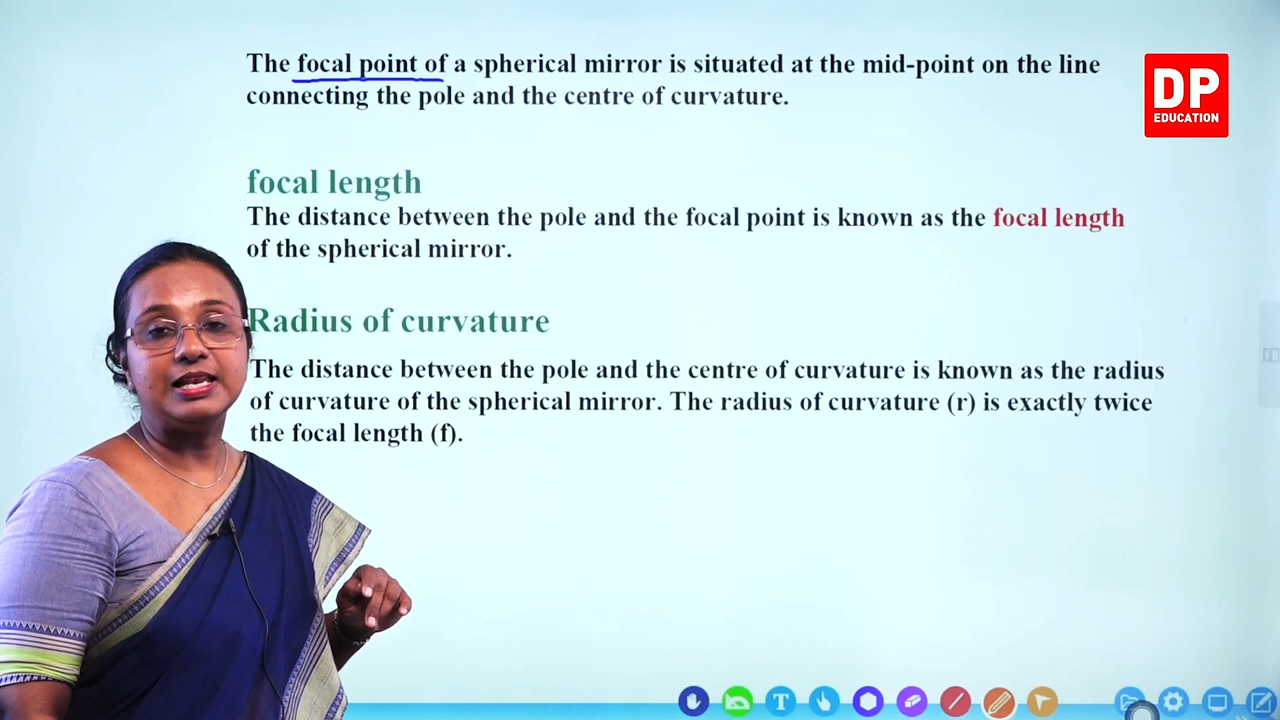 The focal point of a spherical mirror is situated at the mid-point on the line
connecting the pole and the centre of curvature.
DP
EDUCATION
focal length
The distance between the pole and the focal point is known as the focal length
of the spherical mirror.
Radius of curvature
The distance between the pole and the centre of curvature is known as the radius
of curvature of the spherical mirror. The radius of curvature (r) is exactly twice
the focal length (f).
T